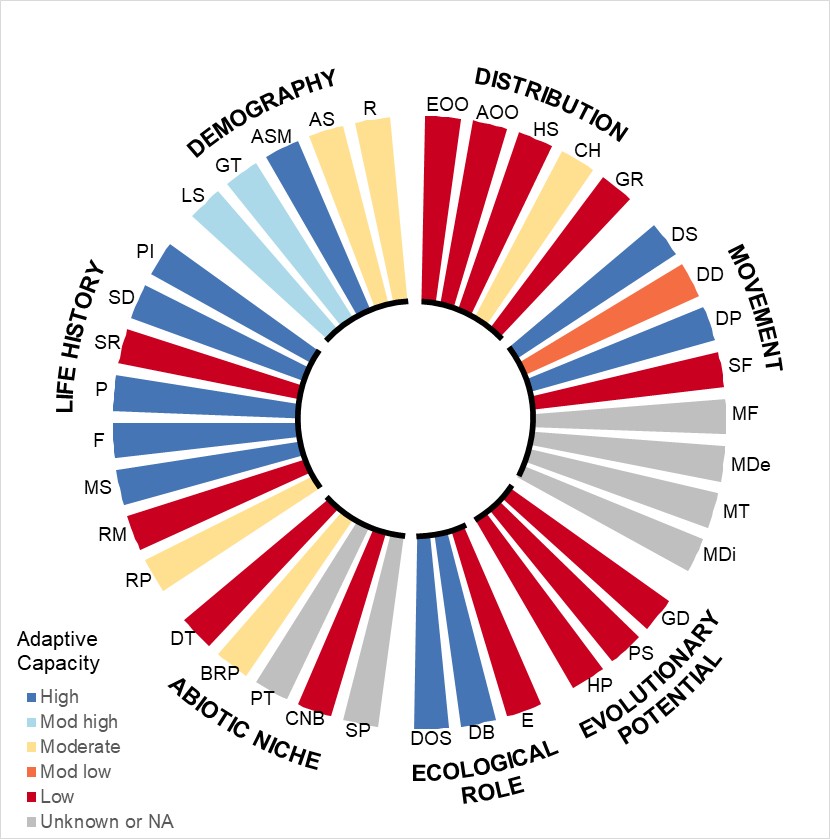 DISTRIBUTION
EOO
AOO
HS
CH
GR
MOVEMENT
DS
DD
DP
SF
MF
MDe
MT
MDi
EVOLUTIONARY
POTENTIAL
GD
PS
HP
ECOLOGICAL
ROLE
E
DB
DOS
ABIOTIC NICHE
SP
CNB
PT
BRP
DT
LIFE HISTORY
RP
RM
MS
F
P
SR
SD
PI
DEMOGRAPHY
LS
GT
ASM
AS
R
Adaptive
Capacity
High
Mod high
Moderate
Mod low
Low
Unknown or NA